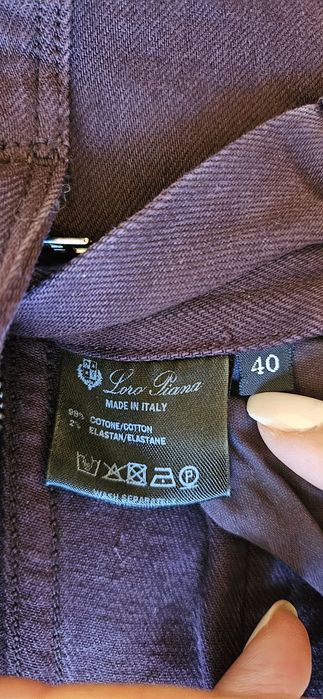 Loro Piana
MADE IN ITALY
98% COTONE/COTTON
2% ELASTAN/ELASTANE
P
WASH SEPARATELY
40